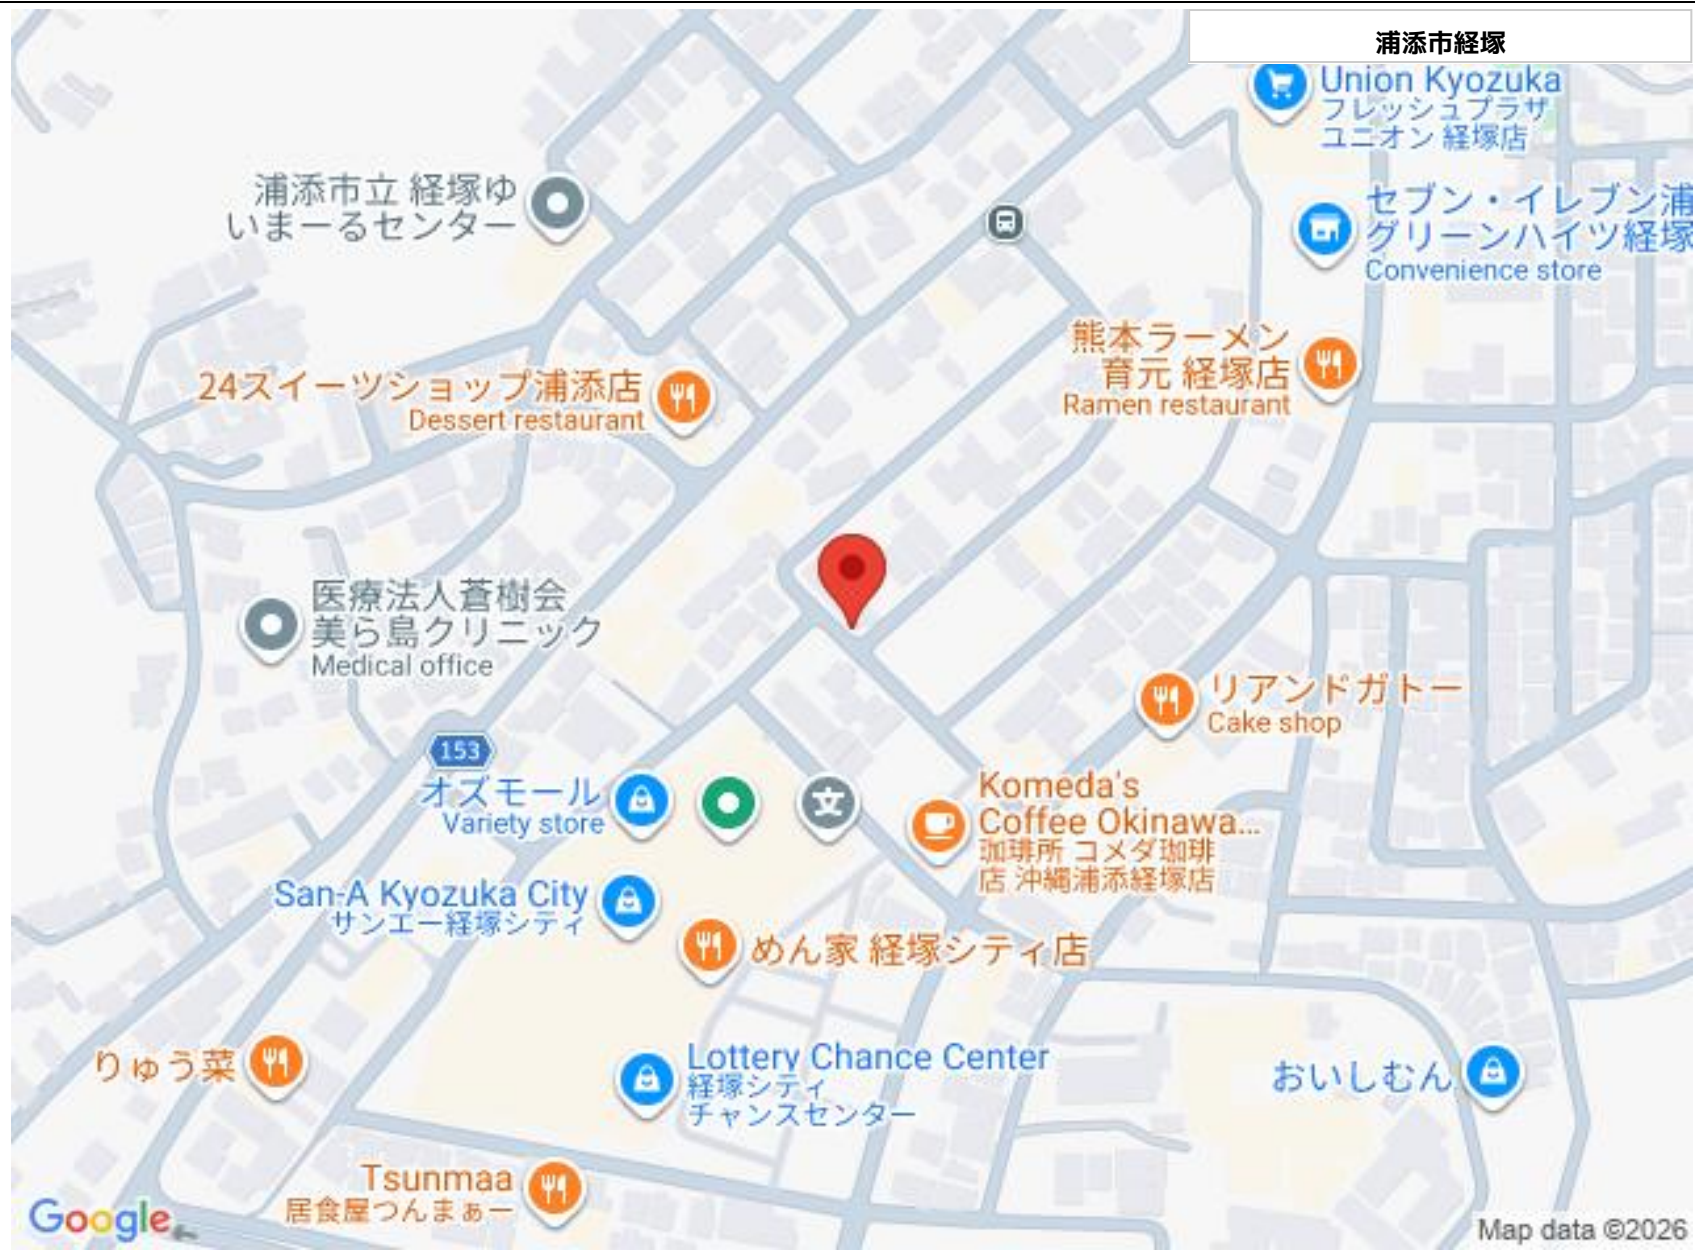 浦添市経塚
Union Kyozuka
フレッシュプラザ
ユニオン 経塚店
浦添市立 経塚ゆ
いまーるセンター
セブン・イレブン浦
グリーンハイツ経塚
Convenience store
熊本ラーメン
育元 経塚店
Ramen restaurant
24スイーツショップ浦添店
Dessert restaurant
医療法人蒼樹会
美ら島クリニック
Medical office
リアンドガトー
Cake shop
153
オズモール
Variety store
文
Komeda's
Coffee Okinawa...
珈琲所 コメダ珈琲
店 沖縄浦添経塚店
San-A Kyozuka City
サンエー経塚シティ
めん家 経塚シティ店
りゅう菜
Lottery Chance Center
経塚シティ
チャンスセンター
おいしむん
Tsunmaa
居食屋つんまぁー
Google
Map data ©2026